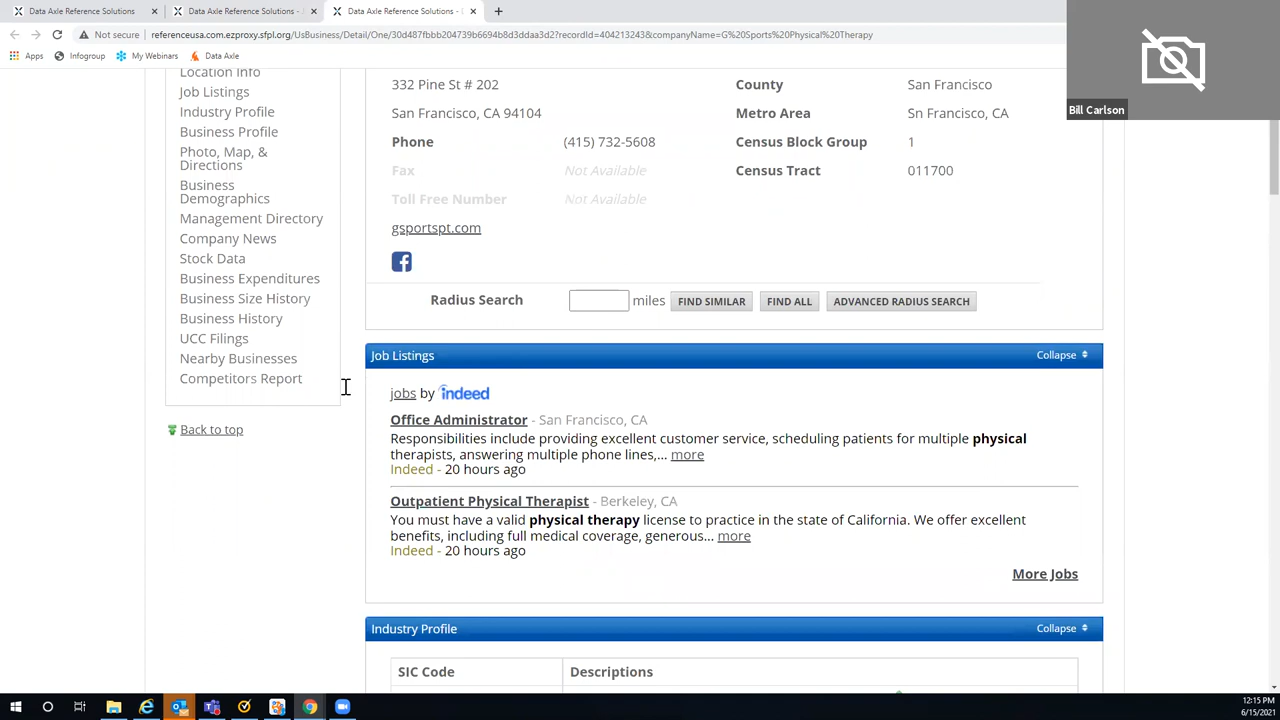 Data Axle Reference Solutions
Data Axle Reference Solutions -
Data Axle Reference Solutions -
Not secure
referenceusa.com.ezproxy.sfpl.org/UsBusiness/Detail/One/30d487fbbb204739b6694b8d3ddaa3d2?recordId=404213243&companyName=G%20Sports%20Physical%20Therapy
Apps
Infogroup
My Webinars
Data Axle
Bill Carlson
Location Info
Job Listings
Industry Profile
Business Profile
Photo, Map, &
Directions
Business
Demographics
Management Directory
Company News
Stock Data
Business Expenditures
Business Size History
Business History
UCC Filings
Nearby Businesses
Competitors Report
Back to top
332 Pine St # 202
San Francisco, CA 94104
Phone (415) 732-5608
Fax Not Available
Toll Free Number Not Available
gsportspt.com
County San Francisco
Metro Area Sn Francisco, CA
Census Block Group 1
Census Tract 011700
Radius Search miles FIND SIMILAR FIND ALL ADVANCED RADIUS SEARCH
Job Listings Collapse
jobs by indeed
Office Administrator - San Francisco, CA
Responsibilities include providing excellent customer service, scheduling patients for multiple physical
therapists, answering multiple phone lines,... more
Indeed - 20 hours ago
Outpatient Physical Therapist - Berkeley, CA
You must have a valid physical therapy license to practice in the state of California. We offer excellent
benefits, including full medical coverage, generous... more
Indeed - 20 hours ago
More Jobs
Industry Profile Collapse
SIC Code Descriptions
12:15 PM
6/15/2021